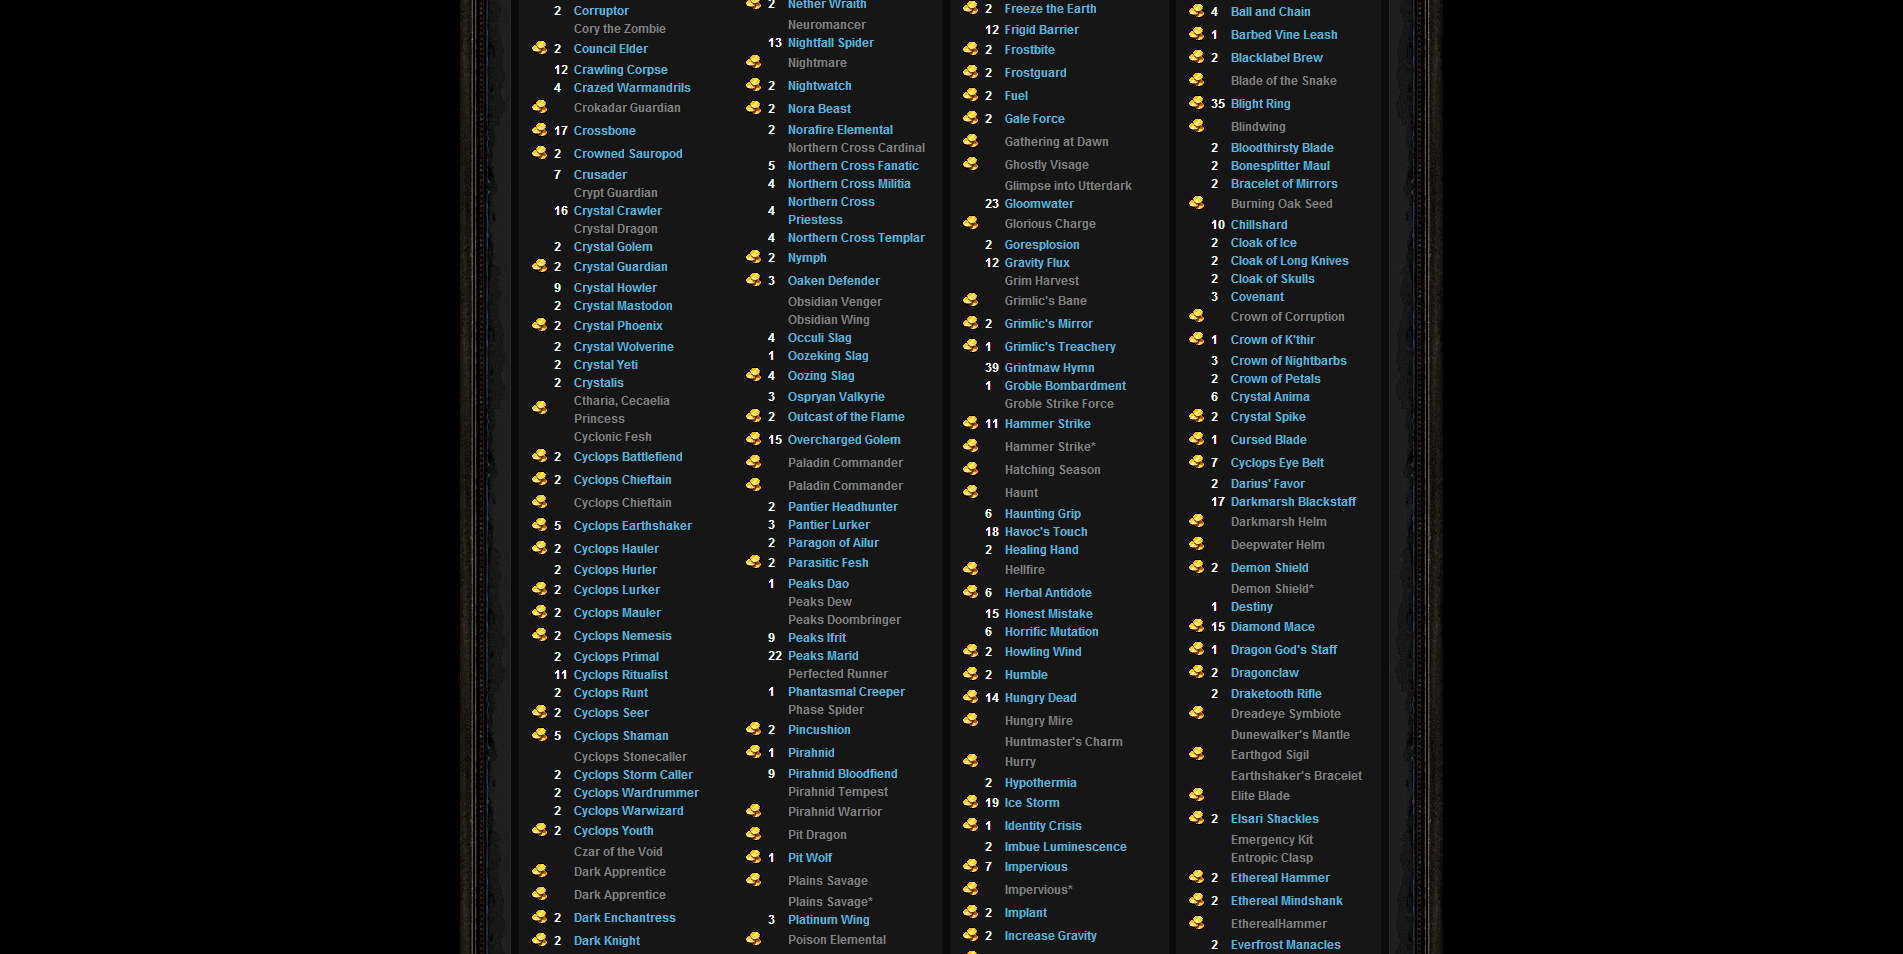 2 Corruptor
Cory the Zombie
2 Council Elder
12 Crawling Corpse
4 Crazed Warmandrils
Crokadar Guardian
17 Crossbone
2 Crowned Sauropod
7 Crusader
Crypt Guardian
16 Crystal Crawler
Crystal Dragon
2 Crystal Golem
2 Crystal Guardian
9 Crystal Howler
2 Crystal Mastodon
2 Crystal Phoenix
2 Crystal Wolverine
2 Crystal Yeti
2 Crystalis
Ctharia, Cecaelia
Princess
Cyclonic Fesh
2 Cyclops Battlefiend
2 Cyclops Chieftain
Cyclops Chieftain
5 Cyclops Earthshaker
2 Cyclops Hauler
2 Cyclops Hurler
2 Cyclops Lurker
2 Cyclops Mauler
2 Cyclops Nemesis
2 Cyclops Primal
11 Cyclops Ritualist
2 Cyclops Runt
2 Cyclops Seer
5 Cyclops Shaman
Cyclops Stonecaller
2 Cyclops Storm Caller
2 Cyclops Wardrummer
2 Cyclops Warwizard
2 Cyclops Youth
Czar of the Void
Dark Apprentice
Dark Apprentice
2 Dark Enchantress
2 Dark Knight
2 Nether Wraith
Neuromancer
13 Nightfall Spider
Nightmare
2 Nightwatch
2 Nora Beast
2 Norafire Elemental
Northern Cross Cardinal
5 Northern Cross Fanatic
4 Northern Cross Militia
4 Northern Cross
Priestess
4 Northern Cross Templar
2 Nymph
3 Oaken Defender
Obsidian Venger
Obsidian Wing
4 Occuli Slag
1 Oozeking Slag
4 Oozing Slag
3 Ospryan Valkyrie
2 Outcast of the Flame
15 Overcharged Golem
Paladin Commander
Paladin Commander
2 Pantier Headhunter
3 Pantier Lurker
2 Paragon of Ailur
2 Parasitic Fesh
1 Peaks Dao
Peaks Dew
Peaks Doombringer
9 Peaks Ifrit
22 Peaks Marid
Perfected Runner
1 Phantasmal Creeper
Phase Spider
2 Pincushion
1 Pirahnid
9 Pirahnid Bloodfiend
Pirahnid Tempest
Pirahnid Warrior
Pit Dragon
1 Pit Wolf
Plains Savage
Plains Savage*
3 Platinum Wing
Poison Elemental
2 Freeze the Earth
12 Frigid Barrier
2 Frostbite
2 Frostguard
2 Fuel
2 Gale Force
Gathering at Dawn
Ghostly Visage
Glimpse into Utterdark
23 Gloomwater
Glorious Charge
2 Goresplosion
12 Gravity Flux
Grim Harvest
Grimlic's Bane
2 Grimlic's Mirror
1 Grimlic's Treachery
39 Grintmaw Hymn
1 Groble Bombardment
Groble Strike Force
11 Hammer Strike
Hammer Strike*
Hatching Season
Haunt
6 Haunting Grip
18 Havoc's Touch
2 Healing Hand
Hellfire
6 Herbal Antidote
15 Honest Mistake
6 Horrific Mutation
2 Howling Wind
2 Humble
14 Hungry Dead
Hungry Mire
Huntmaster's Charm
Hurry
2 Hypothermia
19 Ice Storm
1 Identity Crisis
2 Imbue Luminescence
7 Impervious
Impervious*
2 Implant
2 Increase Gravity
4 Ball and Chain
1 Barbed Vine Leash
2 Blacklabel Brew
Blade of the Snake
35 Blight Ring
Blindwing
2 Bloodthirsty Blade
2 Bonesplitter Maul
2 Bracelet of Mirrors
Burning Oak Seed
10 Chillshard
2 Cloak of Ice
2 Cloak of Long Knives
2 Cloak of Skulls
3 Covenant
Crown of Corruption
1 Crown of K'thir
3 Crown of Nightbarbs
2 Crown of Petals
6 Crystal Anima
2 Crystal Spike
1 Cursed Blade
7 Cyclops Eye Belt
2 Darius' Favor
17 Darkmarsh Blackstaff
Darkmarsh Helm
Deepwater Helm
2 Demon Shield
Demon Shield*
1 Destiny
15 Diamond Mace
1 Dragon God's Staff
2 Dragonclaw
2 Draketooth Rifle
Dreadeye Symbiote
Dunewalker's Mantle
Earthgod Sigil
Earthshaker's Bracelet
Elite Blade
2 Elsari Shackles
Emergency Kit
Entropic Clasp
2 Ethereal Hammer
2 Ethereal Mindshank
EtherealHammer
2 Everfrost Manacles